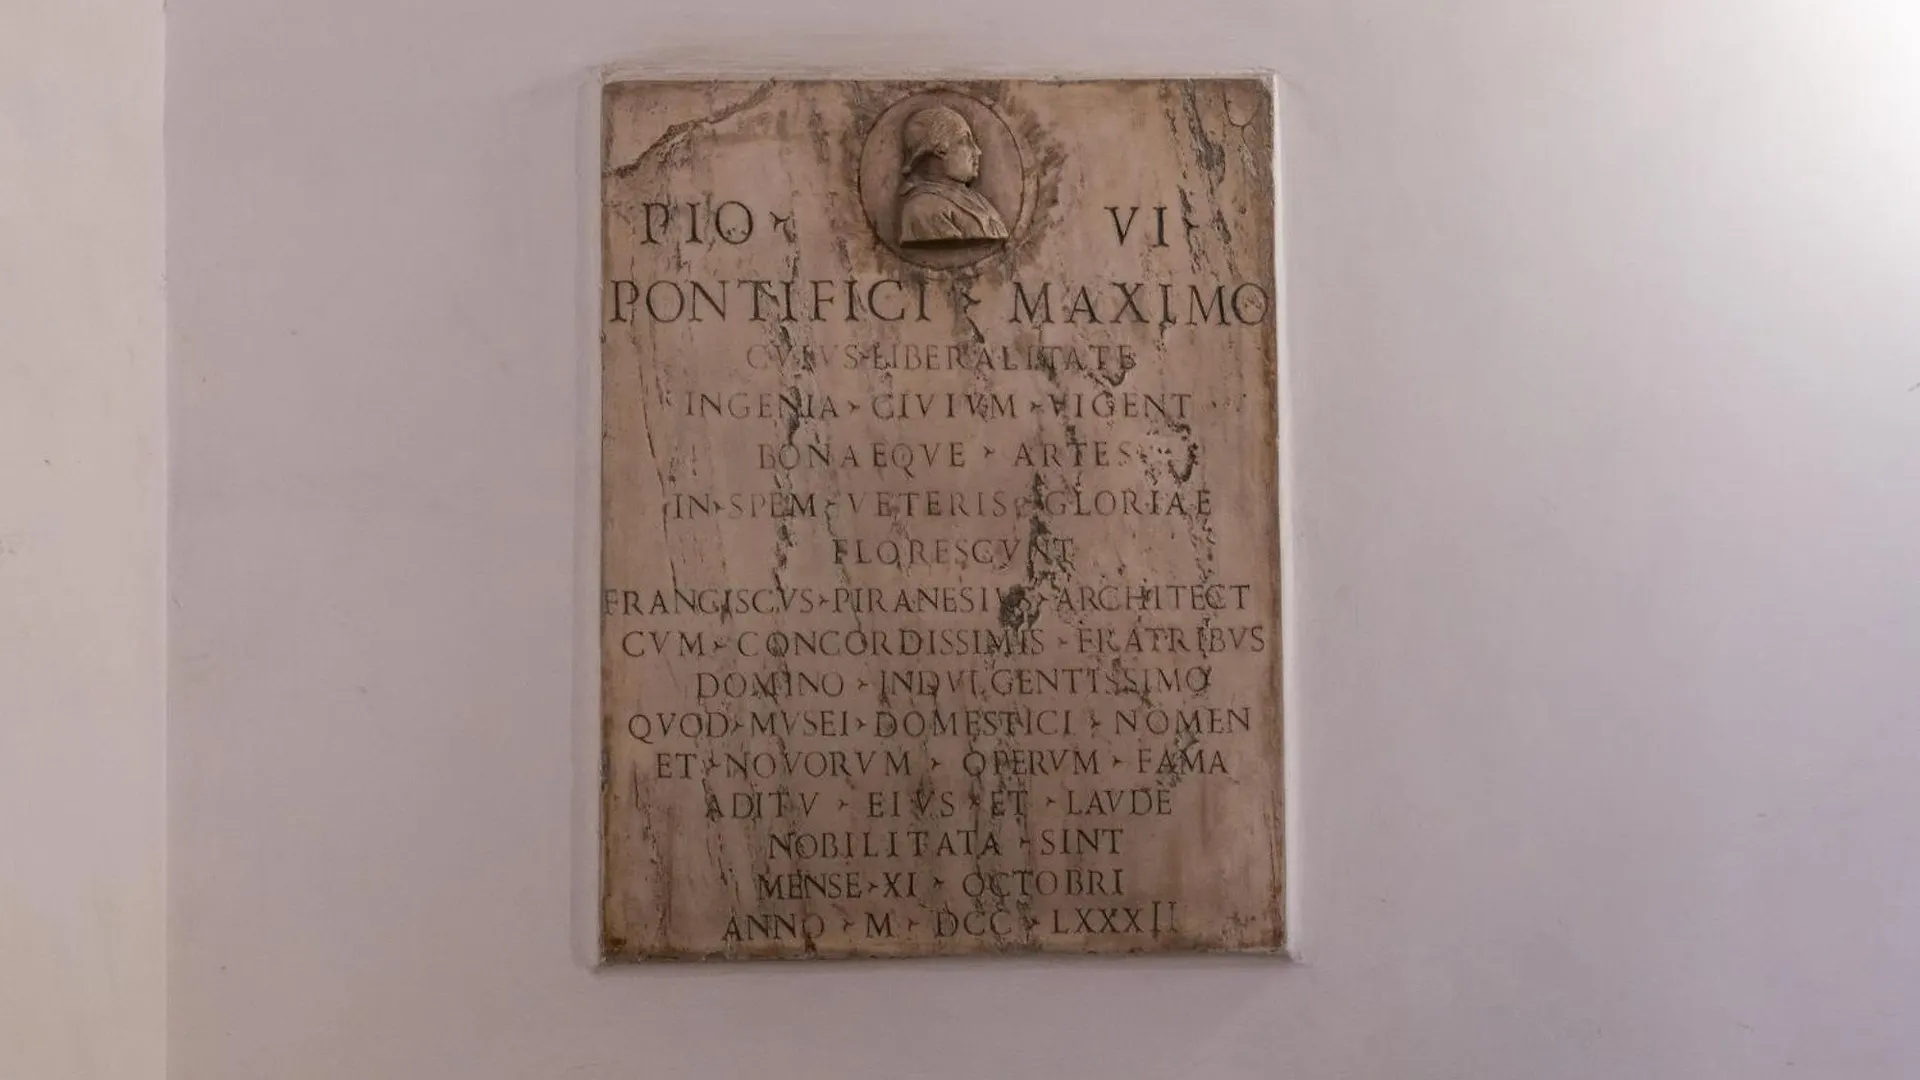 PIO VI
PONTIFICI MAXIMO
CVIVS LIBERALITATE
INGENIA CIVIVM VIGENT
BONAEQVE ARTES
IN SPEM VETERIS GLORIAE
FLORESCVNT
FRANCISCVS PIRANESIVS ARCHITECT
CVM CONCORDISSIMIS FRATRIBVS
DOMINO INDVLGENTISSIMO
QVOD MVSEI DOMESTICI NOMEN
ET NOVORVM OPERVM FAMA
ADITV EIVS ET LAVDE
NOBILITATA SINT
MENSE XI OCTOBRI
ANNO M DCC LXXXII